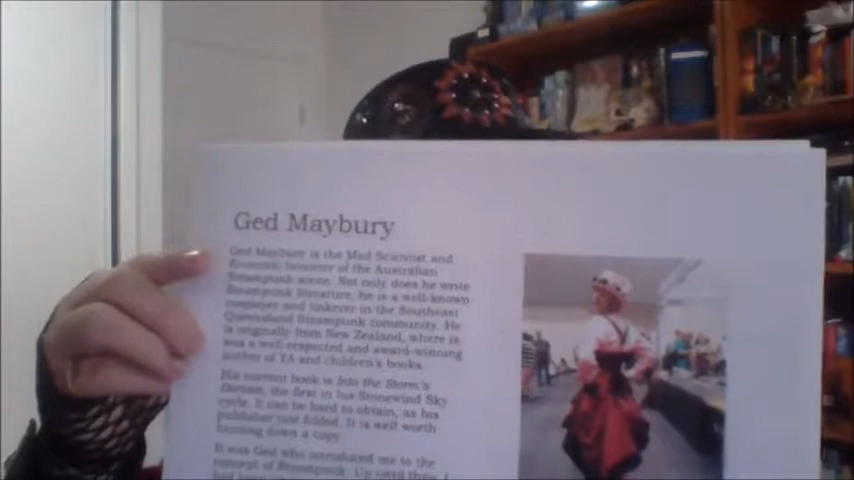 Ged Maybury
Ged Maybury is the Mad Scientist and
Eccentric Inventor of the Australian
Steampunk scene. Not only does he write
Steampunk literature, he is a well-known
cosplayer and tinkerer in the Southeast
Queensland Steampunk community. He
is originally from New Zealand, where is
was a well-respected and award-winning
author of YA and children's books.
His current book is Into the Storm's
Domain, the first in his Stonewind Sky
cycle. It can be hard to obtain, as his
publisher just folded. It is well worth
hunting down a copy.
It was Ged who introduced me to the
concept of Steampunk. Up until then, I